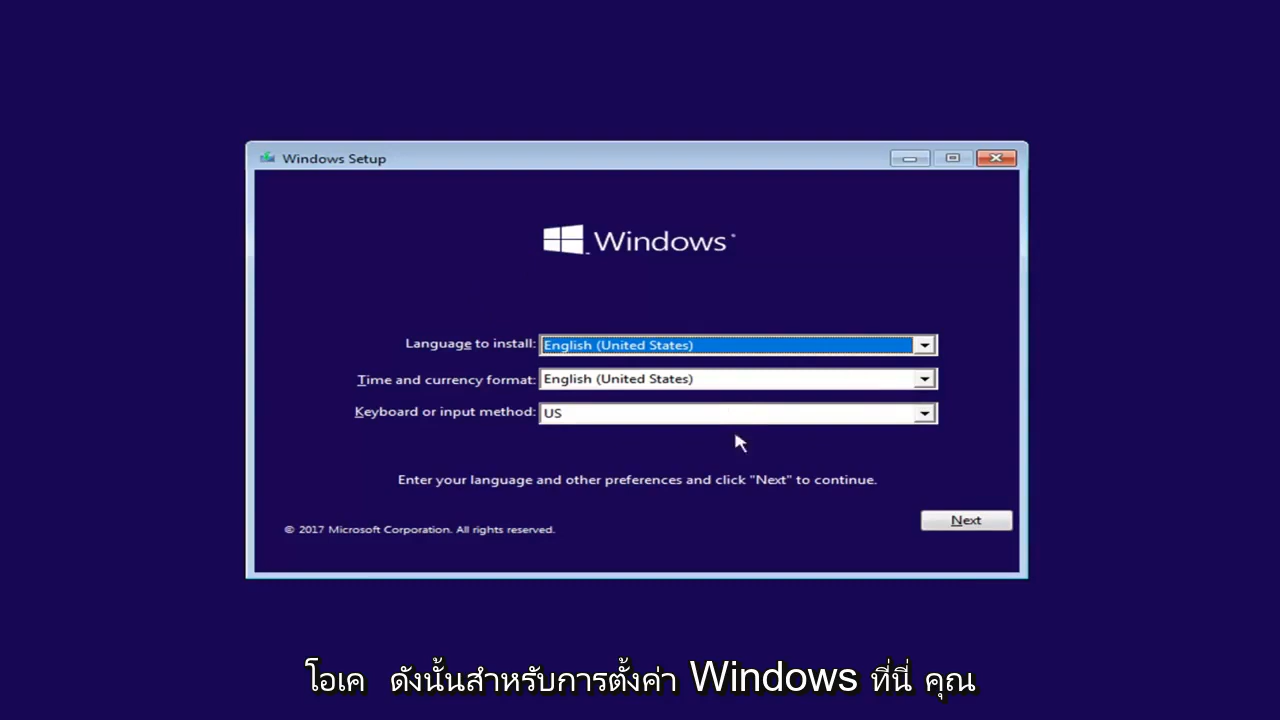 Windows Setup
Windows
Language to install: English (United States)
Time and currency format: English (United States)
Keyboard or input method: US
Enter your language and other preferences and click "Next" to continue.
Next
© 2017 Microsoft Corporation. All rights reserved.
โอเค ดังนั้นสำหรับการตั้งค่า Windows ที่นี่ คุณ